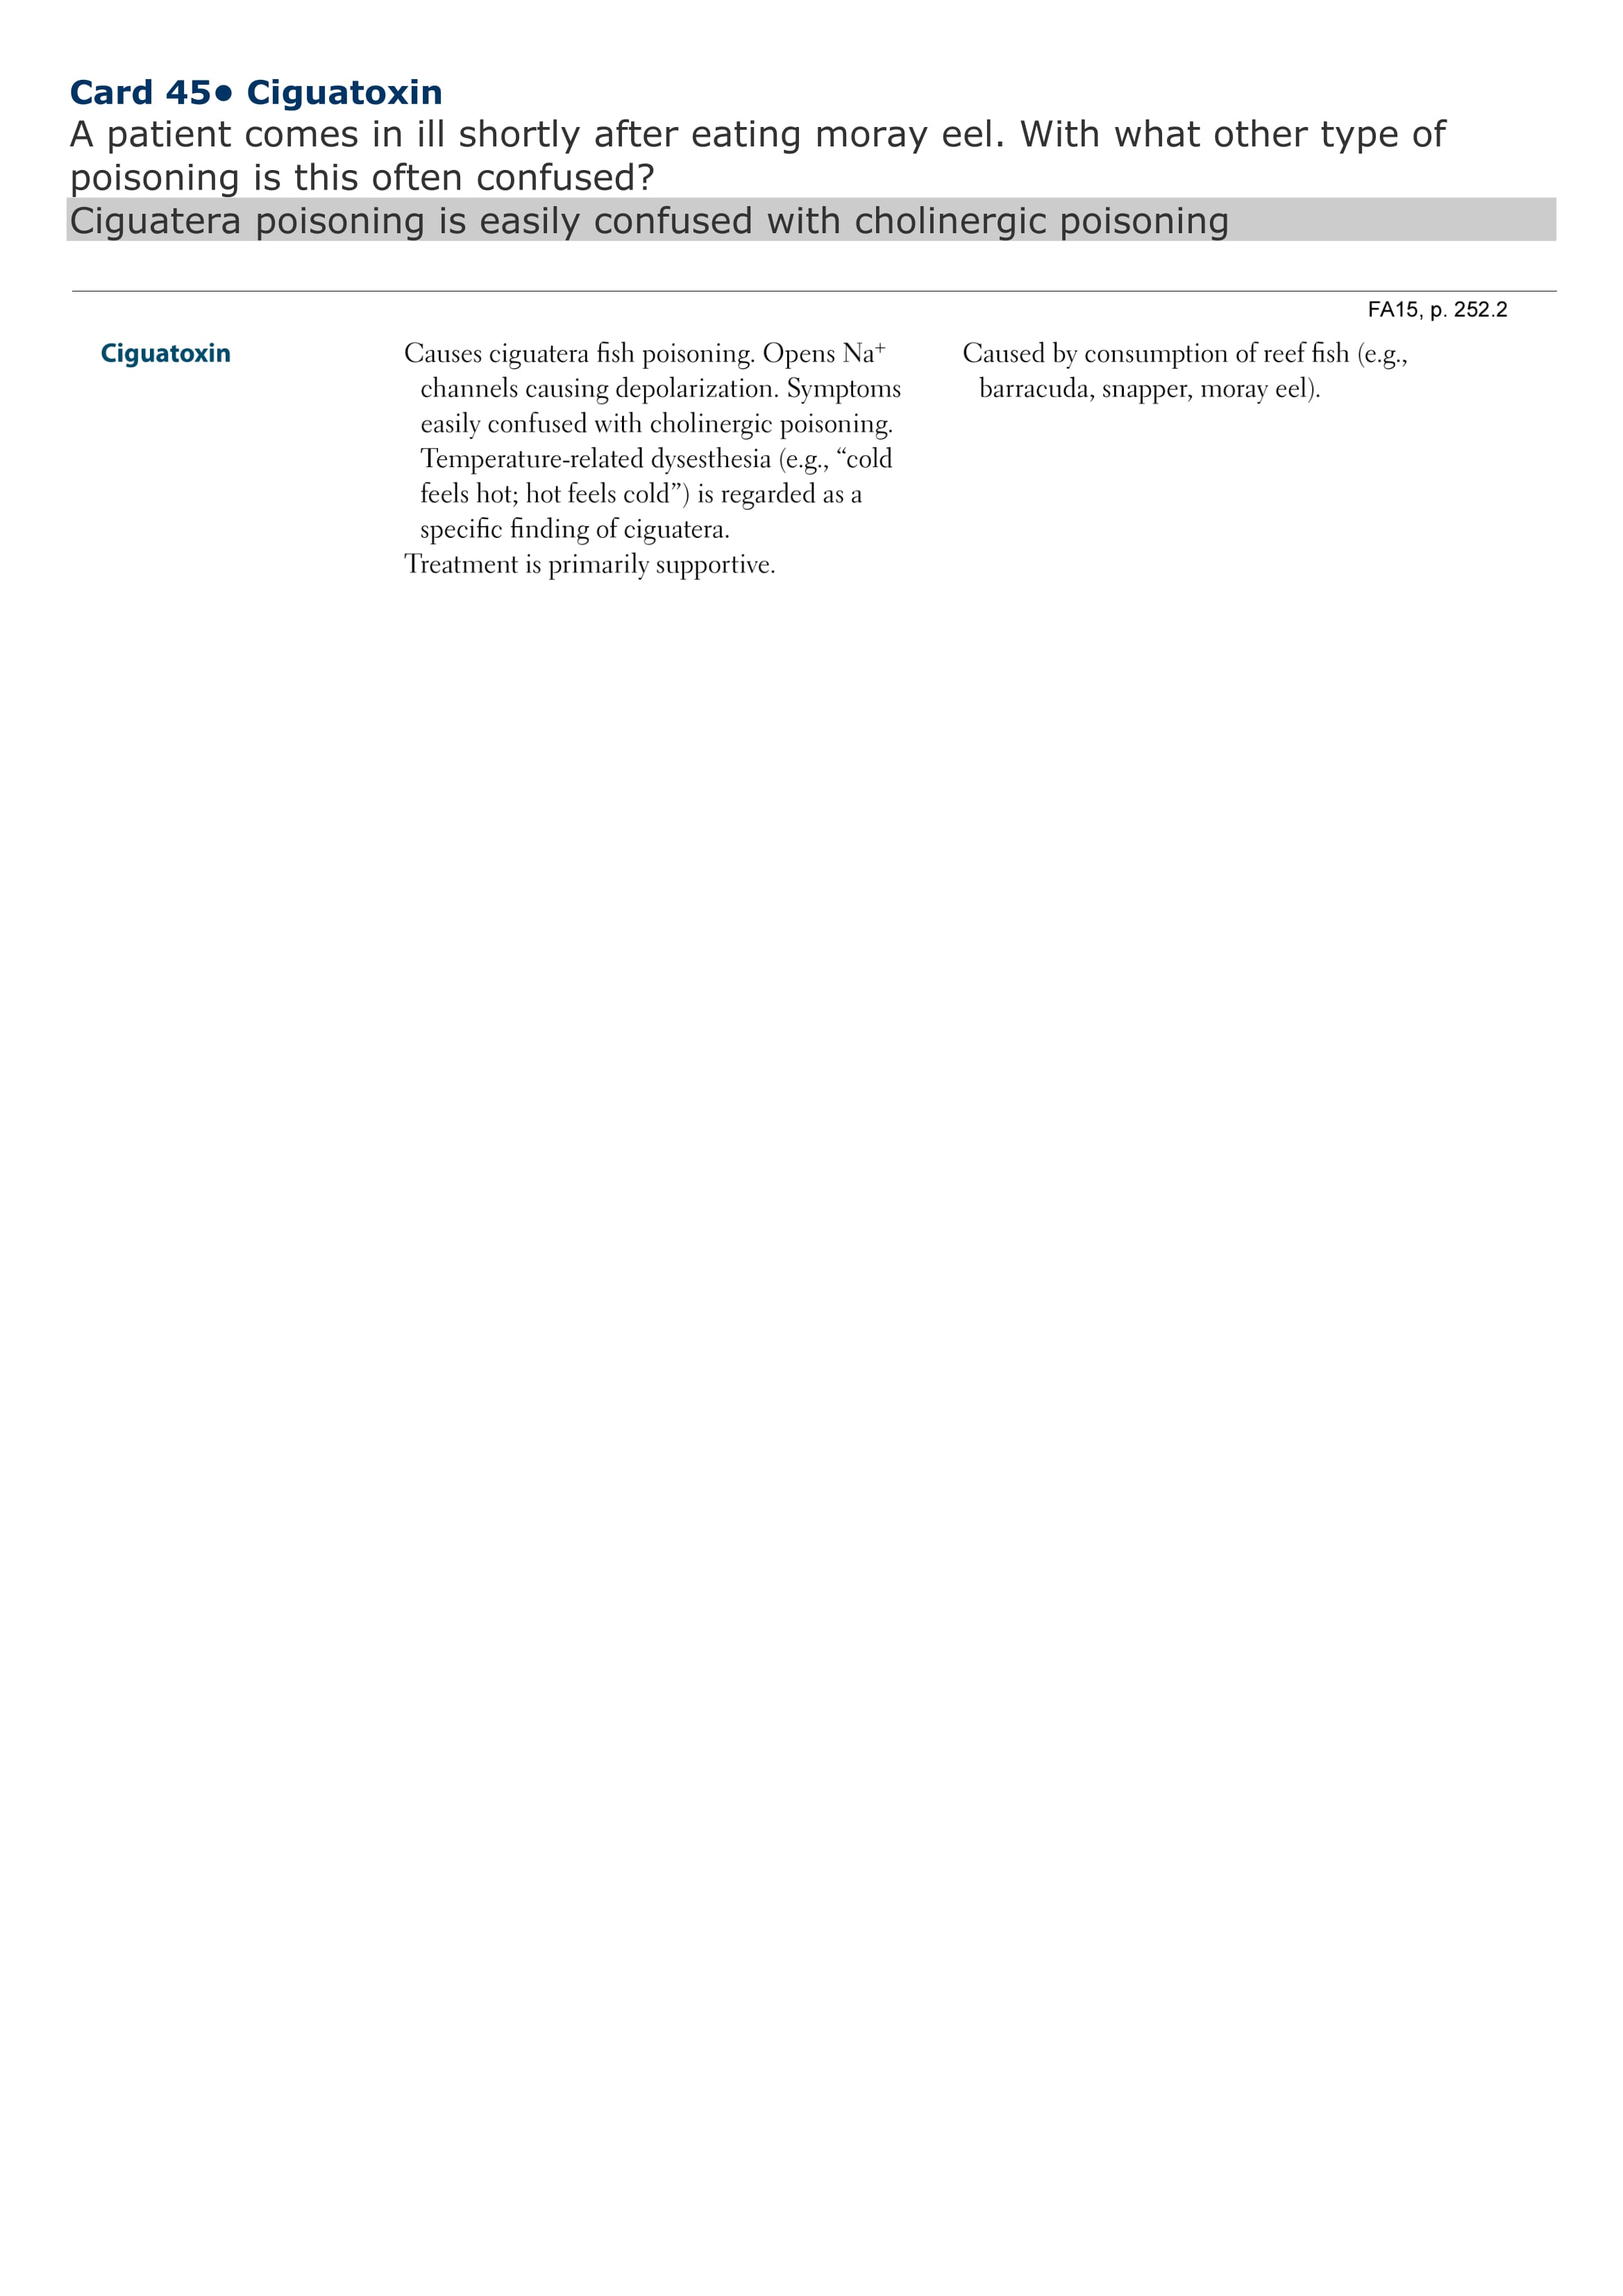 Card 45● Ciguatoxin
A patient comes in ill shortly after eating moray eel. With what other type of
poisoning is this often confused?
Ciguatera poisoning is easily confused with cholinergic poisoning
FA15, p. 252.2
Ciguatoxin
Causes ciguatera fish poisoning. Opens Na⁺
channels causing depolarization. Symptoms
easily confused with cholinergic poisoning.
Temperature-related dysesthesia (e.g., “cold
feels hot; hot feels cold”) is regarded as a
specific finding of ciguatera.
Treatment is primarily supportive.
Caused by consumption of reef fish (e.g.,
barracuda, snapper, moray eel).